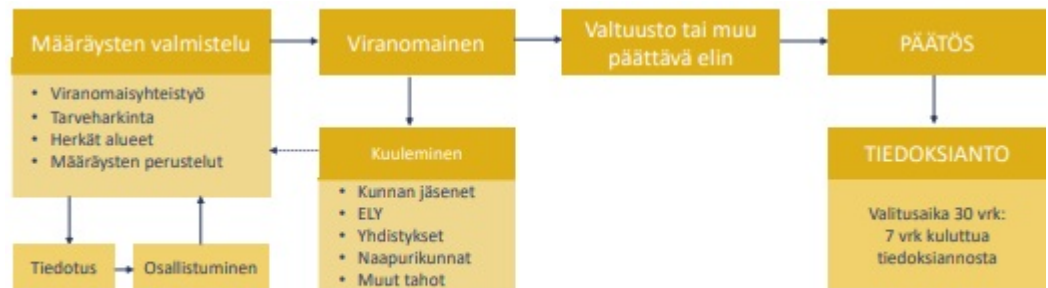 Määräysten valmistelu
• Viranomaisyhteistyö
• Tarveharkinta
• Herkät alueet
• Määräysten perustelut
Tiedotus
Osallistuminen
Viranomainen
Kuuleminen
• Kunnan jäsenet
• ELY
• Yhdistykset
• Naapurikunnat
• Muut tahot
Valtuusto tai muu
päättävä elin
PÄÄTÖS
TIEDOKSIANTO
Valitusaika 30 vrk:
7 vrk kuluttua
tiedoksiannosta